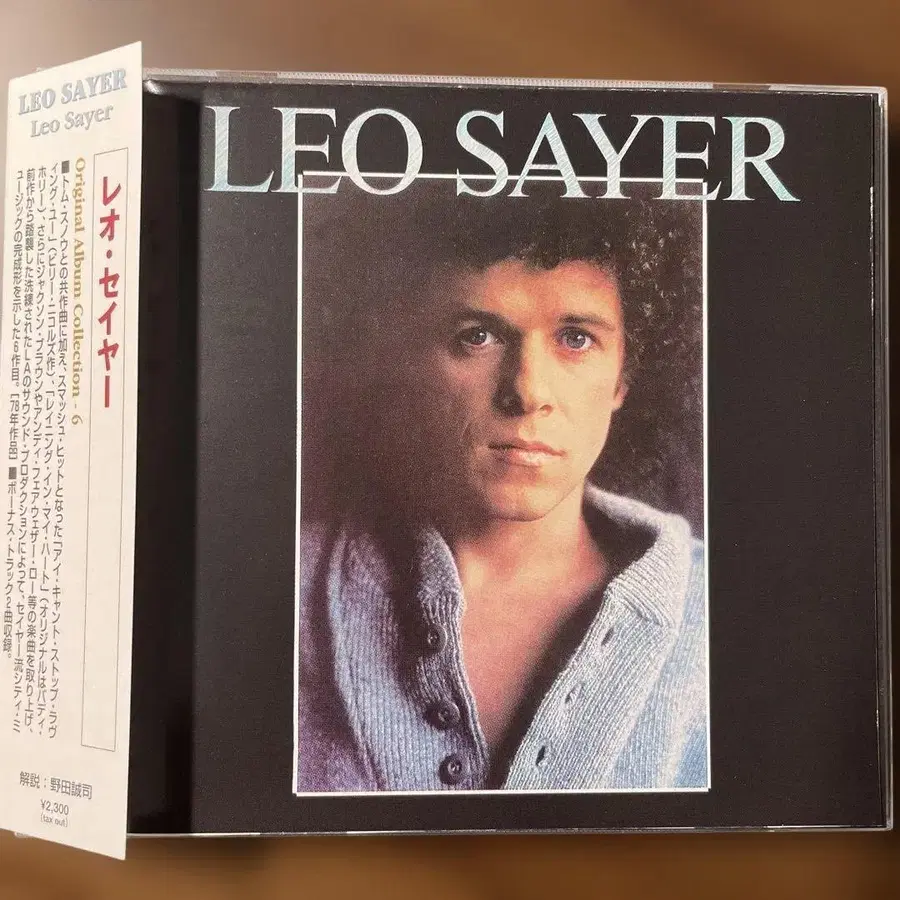 LEO SAYER
Leo Sayer
レオ・セイヤー
Original Album Collection - 6
■トム・スノウとの共作曲に加え、スマッシュ・ヒットとなった「アイ・キャント・ストップ・ラヴ
イング・ユー」(ビリー・ニコルズ作)、「レイニング・イン・マイ・ハート」(オリジナルはバディ・
ホリー)、さらにジャクソン・ブラウンやアンディ・フェアウェザー・ロー等の楽曲を取り上げ、
前作から踏襲した洗練されたLAのサウンド・プロダクションによって、セイヤー流シティ・ミ
ュージックの完成形を示した6作目。[78年作品] ■ボーナス・トラック2曲収録。
解説:野田誠司
¥2,300
(tax out)
LEO SAYER